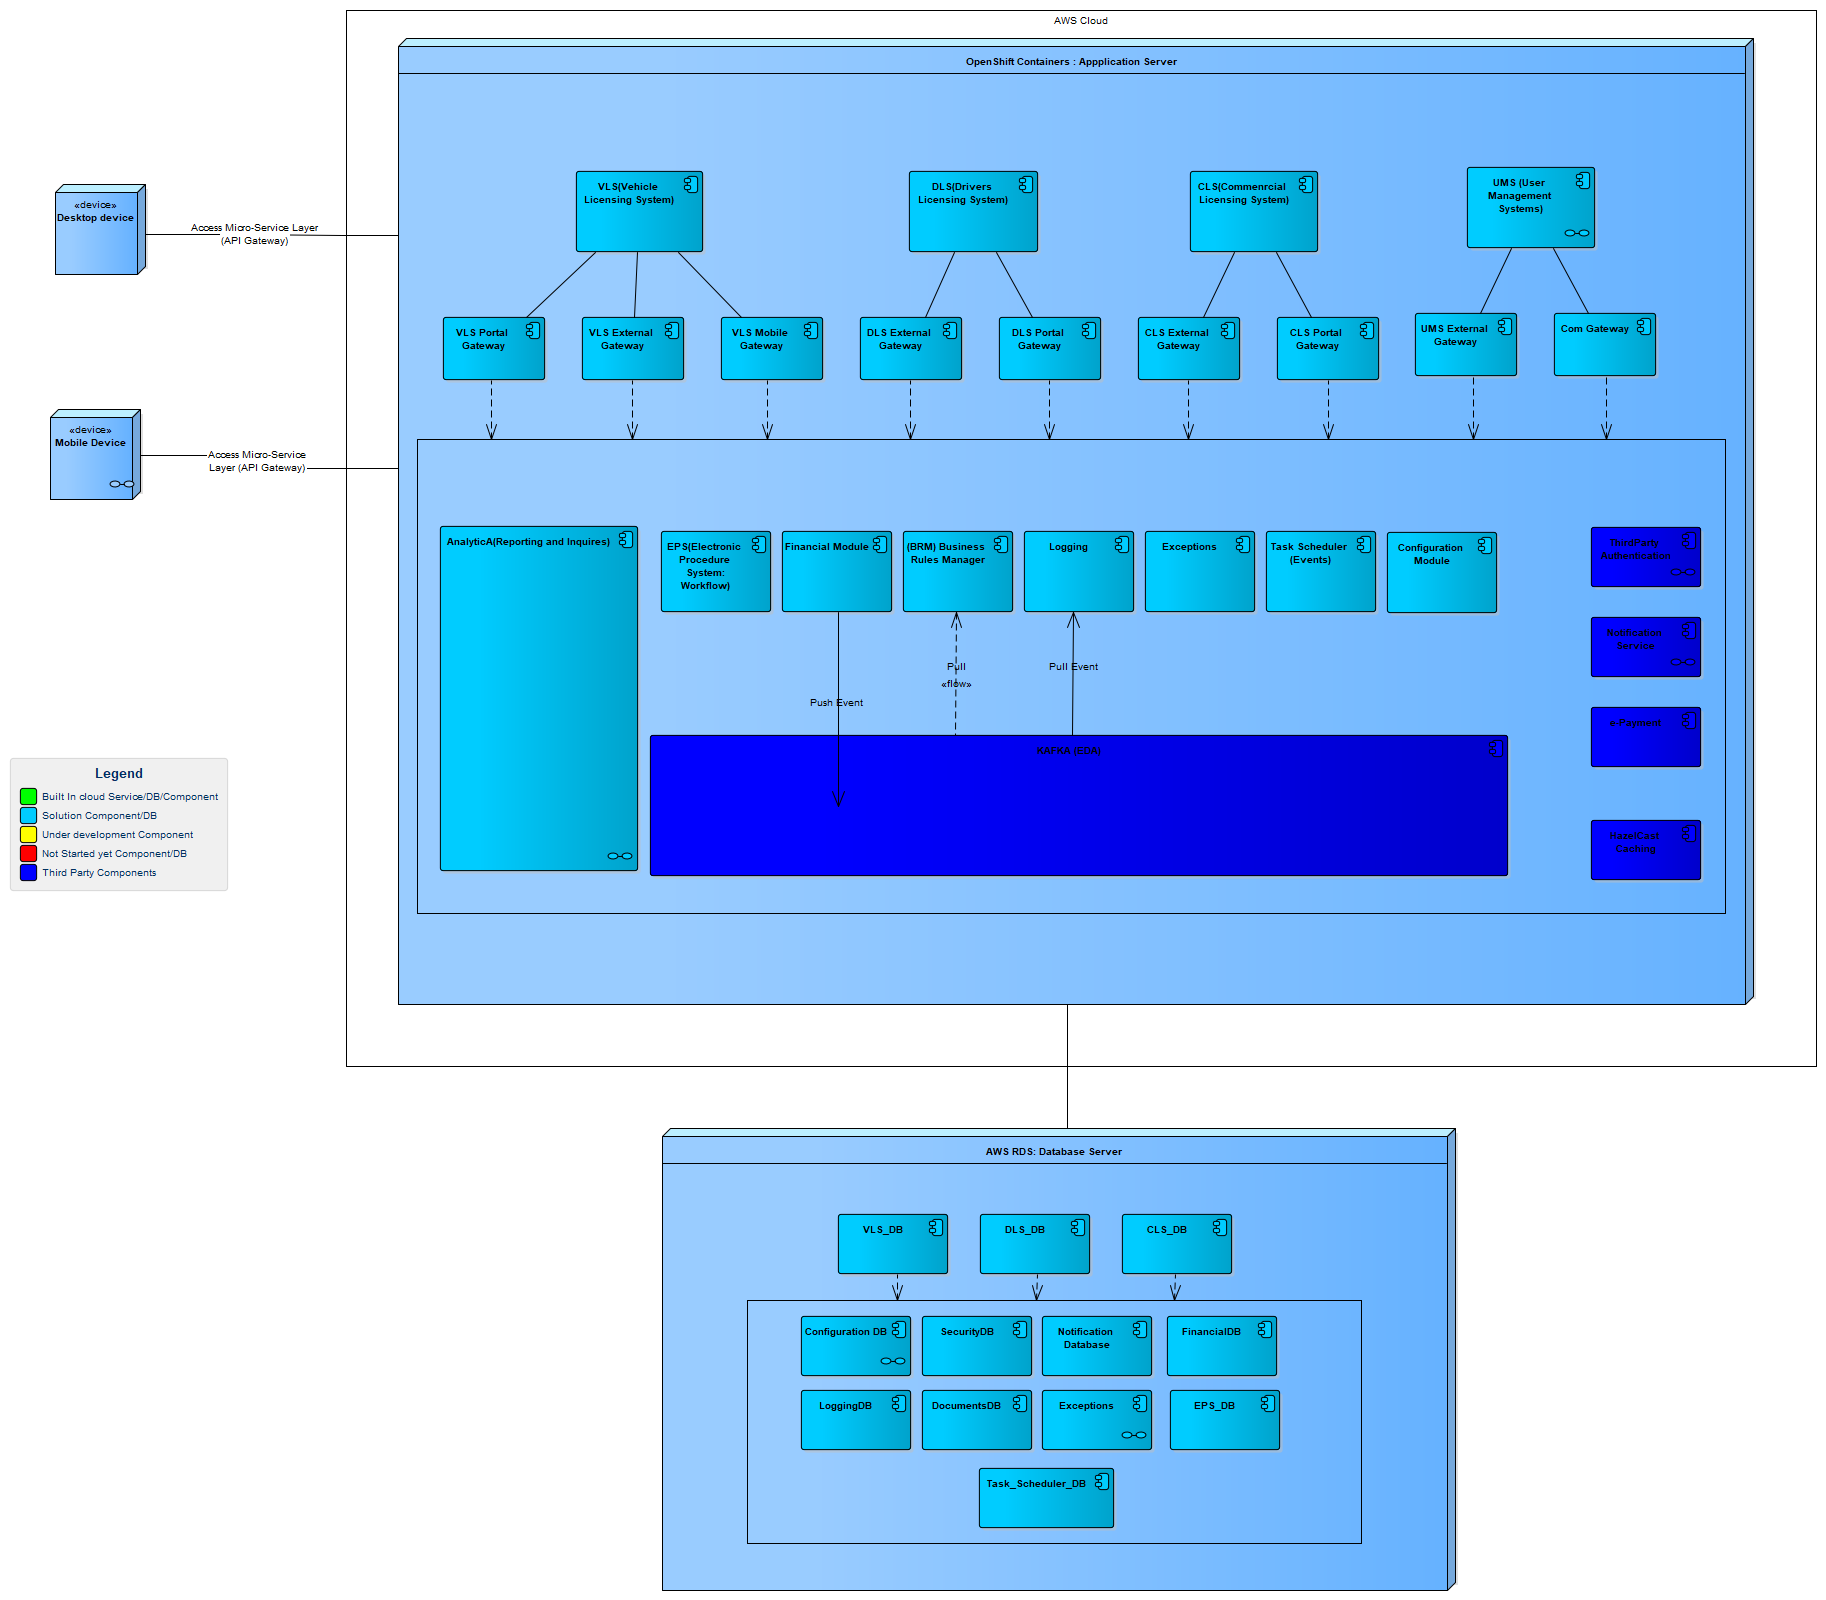 AWS Cloud
OpenShift Containers : Appplication Server
«device»
Desktop device
Access Micro-Service Layer
(API Gateway)
VLS(Vehicle
Licensing System)
DLS(Drivers
Licensing System)
CLS(Commenrcial
Licensing System)
UMS (User
Management
Systems)
VLS Portal
Gateway
VLS External
Gateway
VLS Mobile
Gateway
DLS External
Gateway
DLS Portal
Gateway
CLS External
Gateway
CLS Portal
Gateway
UMS External
Gateway
Com Gateway
«device»
Mobile Device
Access Micro-Service
Layer (API Gateway)
AnalyticA(Reporting and Inquires)
EPS(Electronic
Procedure
System:
Workflow)
Financial Module
(BRM) Business
Rules Manager
Logging
Exceptions
Task Scheduler
(Events)
Configuration
Module
ThirdParty
Authentication
Notification
Service
e-Payment
HazelCast
Caching
Pull
«flow»
Pull Event
Push Event
KAFKA (EDA)
Legend
Built In cloud Service/DB/Component
Solution Component/DB
Under development Component
Not Started yet Component/DB
Third Party Components
AWS RDS: Database Server
VLS_DB
DLS_DB
CLS_DB
Configuration DB
SecurityDB
Notification
Database
FinancialDB
LoggingDB
DocumentsDB
Exceptions
EPS_DB
Task_Scheduler_DB